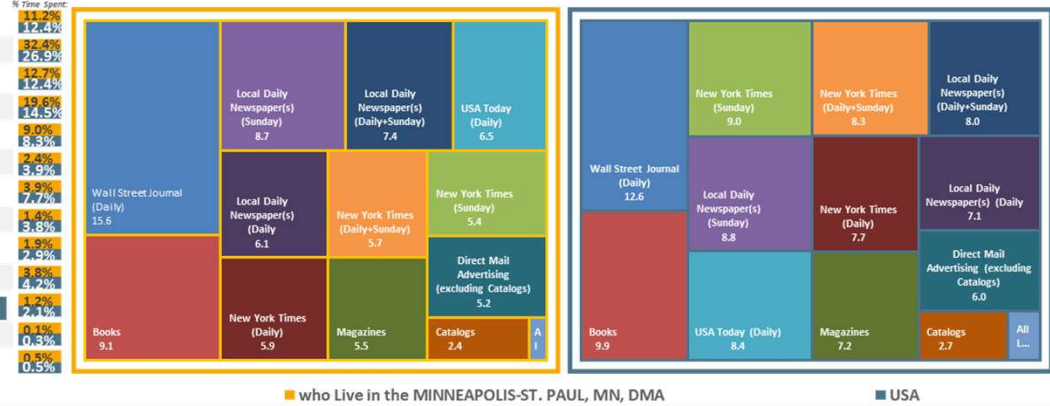 % Time Spent:
11.2%
12.4%
32.4%
26.9%
12.7%
12.4%
19.6%
14.5%
9.0%
8.3%
2.4%
3.9%
3.9%
7.7%
1.4%
3.8%
1.9%
2.9%
3.8%
4.2%
1.2%
2.1%
0.1%
0.3%
0.5%
0.5%
Wall Street Journal
(Daily)
15.6
Books
9.1
Local Daily
Newspaper(s)
(Sunday)
8.7
Local Daily
Newspaper(s)
(Daily+Sunday)
7.4
USA Today
(Daily)
6.5
Local Daily
Newspaper(s)
(Daily
6.1
New York Times
(Daily+Sunday)
5.7
New York Times
(Sunday)
5.4
New York Times
(Daily)
5.9
Magazines
5.5
Direct Mail
Advertising
(excluding Catalogs)
5.2
Catalogs
2.4
A
l
Wall Street Journal
(Daily)
12.6
Books
9.9
New York Times
(Sunday)
9.0
New York Times
(Daily+Sunday)
8.3
Local Daily
Newspaper(s)
(Daily+Sunday)
8.0
Local Daily
Newspaper(s)
(Sunday)
8.8
New York Times
(Daily)
7.7
Local Daily
Newspaper(s) (Daily
7.1
USA Today (Daily)
8.4
Magazines
7.2
Direct Mail
Advertising (excluding
Catalogs)
6.0
Catalogs
2.7
All
L...
who Live in the MINNEAPOLIS-ST. PAUL, MN, DMA
USA